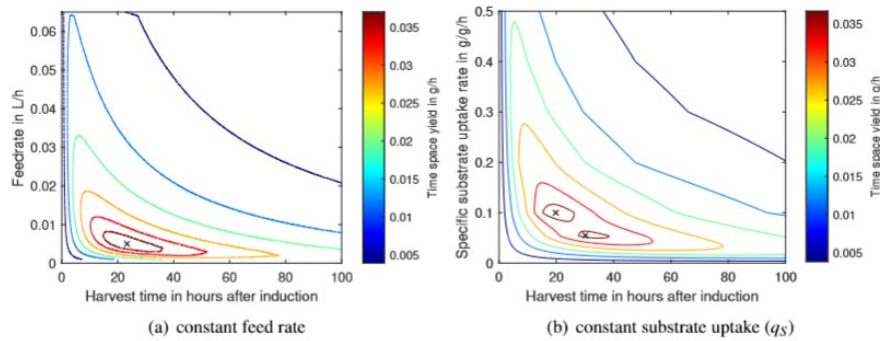 0.06
0.05
0.04
0.03
0.02
0.01
0
0 20 40 60 80 100
Feedrate in L/h
Harvest time in hours after induction
0.035
0.03
0.025
0.02
0.015
0.01
0.005
Time space yield in g/h
(a) constant feed rate
0.5
0.4
0.3
0.2
0.1
0
0 20 40 60 80 100
Specific substrate uptake rate in g/g/h
Harvest time in hours after induction
0.035
0.03
0.025
0.02
0.015
0.01
0.005
Time space yield in g/h
(b) constant substrate uptake (qS)